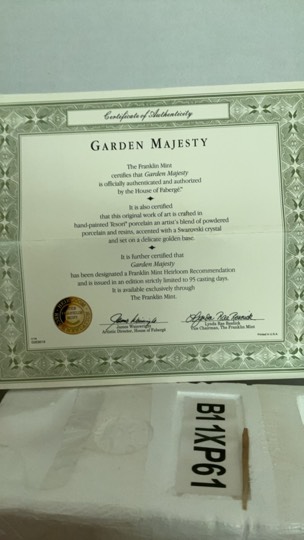 Certificate of Authenticity
GARDEN MAJESTY
The Franklin Mint
certifies that Garden Majesty
is officially authenticated and authorized
by the House of Fabergé.
It is also certified
that this original work of art is crafted in
hand-painted Tesori® porcelain an artist's blend of powdered
porcelain and resins, accented with a Swarovski crystal
and set on a delicate golden base.
It is further certified that
Garden Majesty
has been designated a Franklin Mint Heirloom Recommendation
and is issued in an edition strictly limited to 95 casting days.
It is available exclusively through
The Franklin Mint.
Artistic Director, House of Fabergé
Lynda Rae Resnick
The Chairman, The Franklin Mint
B11XP61